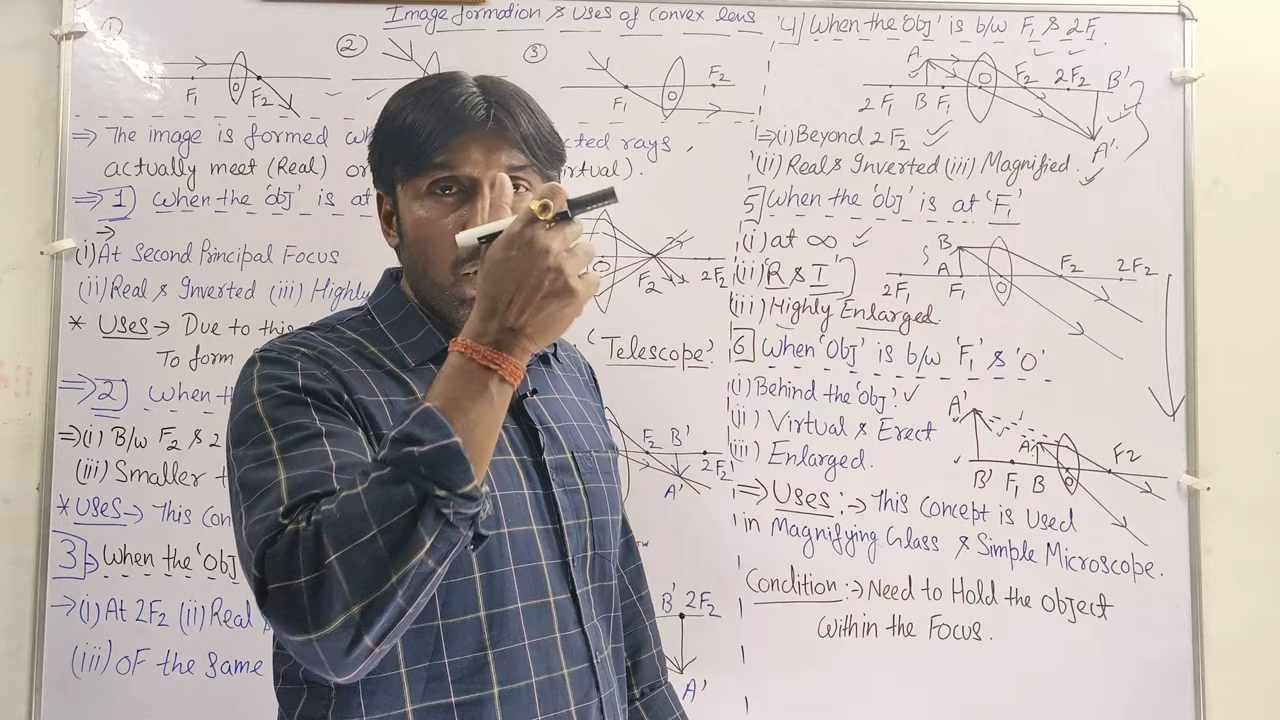 Image formation & Uses of convex lens
①
F₁ F₂
②
③
F₁ O F₂
⇒ The image is formed
cted rays,
actually meet (Real) or
irtual).
⇒ 1) when the 'obj' is at
(i) At Second Principal Focus
(ii) Real & Inverted (iii) Highly
* Uses → Due to this
To form
'Telescope'.
O F₂ 2F₂
⇒ 2) when
⇒ (i) B/w F₂ & 2
(iii) Smaller
* Uses → This con
F₂ B' 2F₂
A'
3 when the 'Obj
→ (i) At 2F₂ (ii) Real
(iii) OF the Same
B' 2F₂
A'
4) When the 'obj' is b/w F₁ & 2F₁.
A O F₂ 2F₂ B'
2F₁ B F₁
A'
⇒ (i) Beyond 2F₂
(ii) Real & Inverted (iii) Magnified.
5 When the 'obj' is at 'F₁'
(i) at ∞
(ii) R & I
(iii) Highly Enlarged.
B
A O F₂ 2F₂
2F₁ F₁
6 When 'Obj' is b/w 'F₁' & 'O'
(i) Behind the 'obj'.
(ii) Virtual & Erect
(iii) Enlarged.
A'
A F₂
B' F₁ B O
⇒ Uses :→ This concept is Used
in Magnifying Glass & Simple Microscope.
Condition :→ Need to Hold the Object
within the Focus.